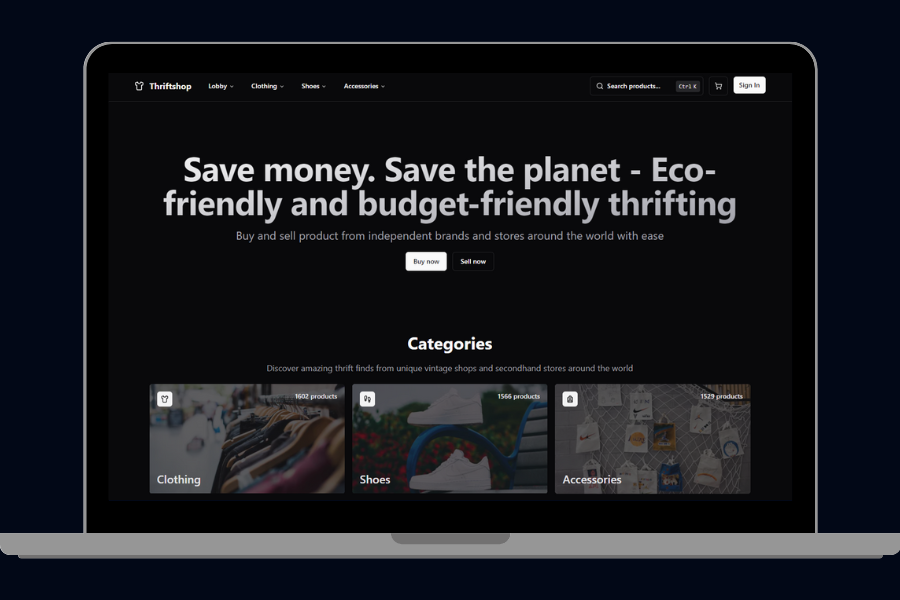 Thriftshop Lobby Clothing Shoes Accessories Search products... Ctrl K Sign In
Save money. Save the planet - Eco-
friendly and budget-friendly thrifting
Buy and sell product from independent brands and stores around the world with ease
Buy now Sell now
Categories
Discover amazing thrift finds from unique vintage shops and secondhand stores around the world
1602 products
Clothing
1566 products
Shoes
1529 products
Accessories